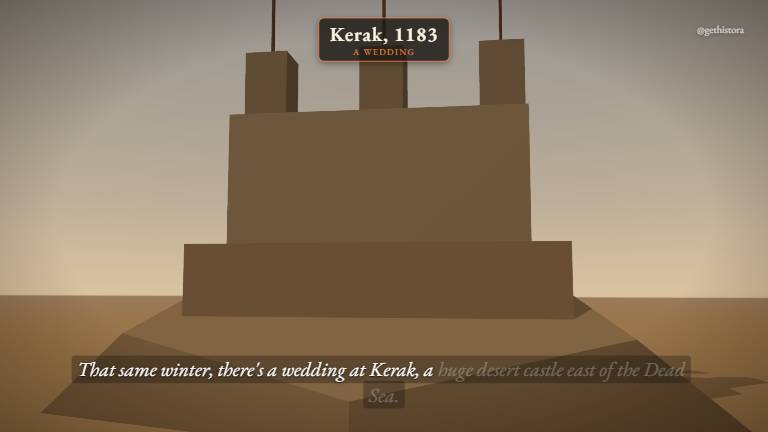 Kerak, 1183
A WEDDING
@gethistora
That same winter, there's a wedding at Kerak, a huge desert castle east of the Dead
Sea.